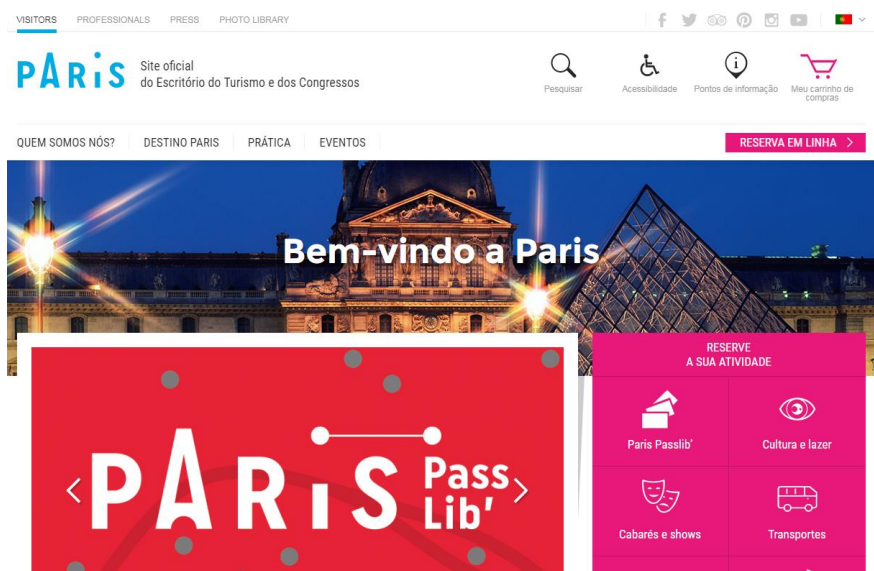 VISITORS PROFESSIONALS PRESS PHOTO LIBRARY
PARiS
Site oficial
do Escritório do Turismo e dos Congressos
Pesquisar
Acessibilidade
Pontos de informação
Meu carrinho de
compras
QUEM SOMOS NÓS? DESTINO PARIS PRÁTICA EVENTOS
RESERVA EM LINHA
Bem-vindo a Paris
PARiS Pass
Lib'
RESERVE
A SUA ATIVIDADE
Paris Passlib'
Cultura e lazer
Cabarés e shows
Transportes